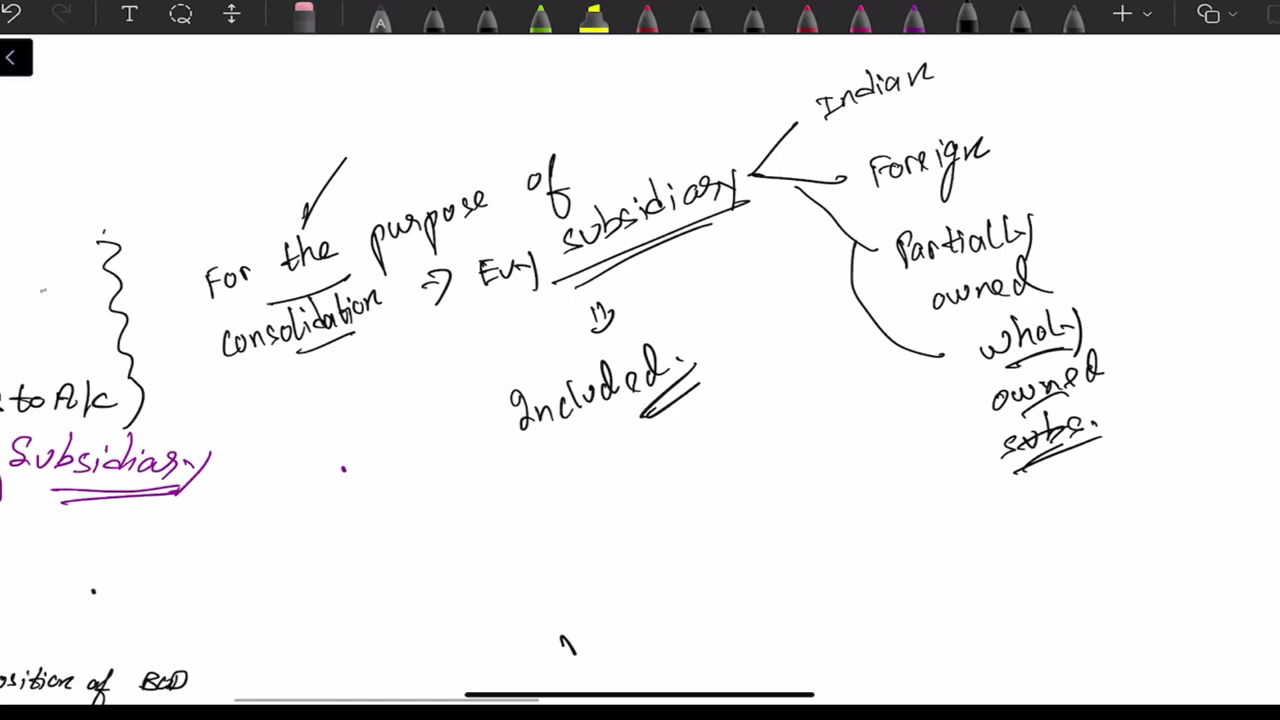 Indian
Foreign
Partially
owned
wholly
owned
subs.
For the purpose of
consolidation => Every subsidiary
Included.
to A/c
Subsidiary
osition of BOD